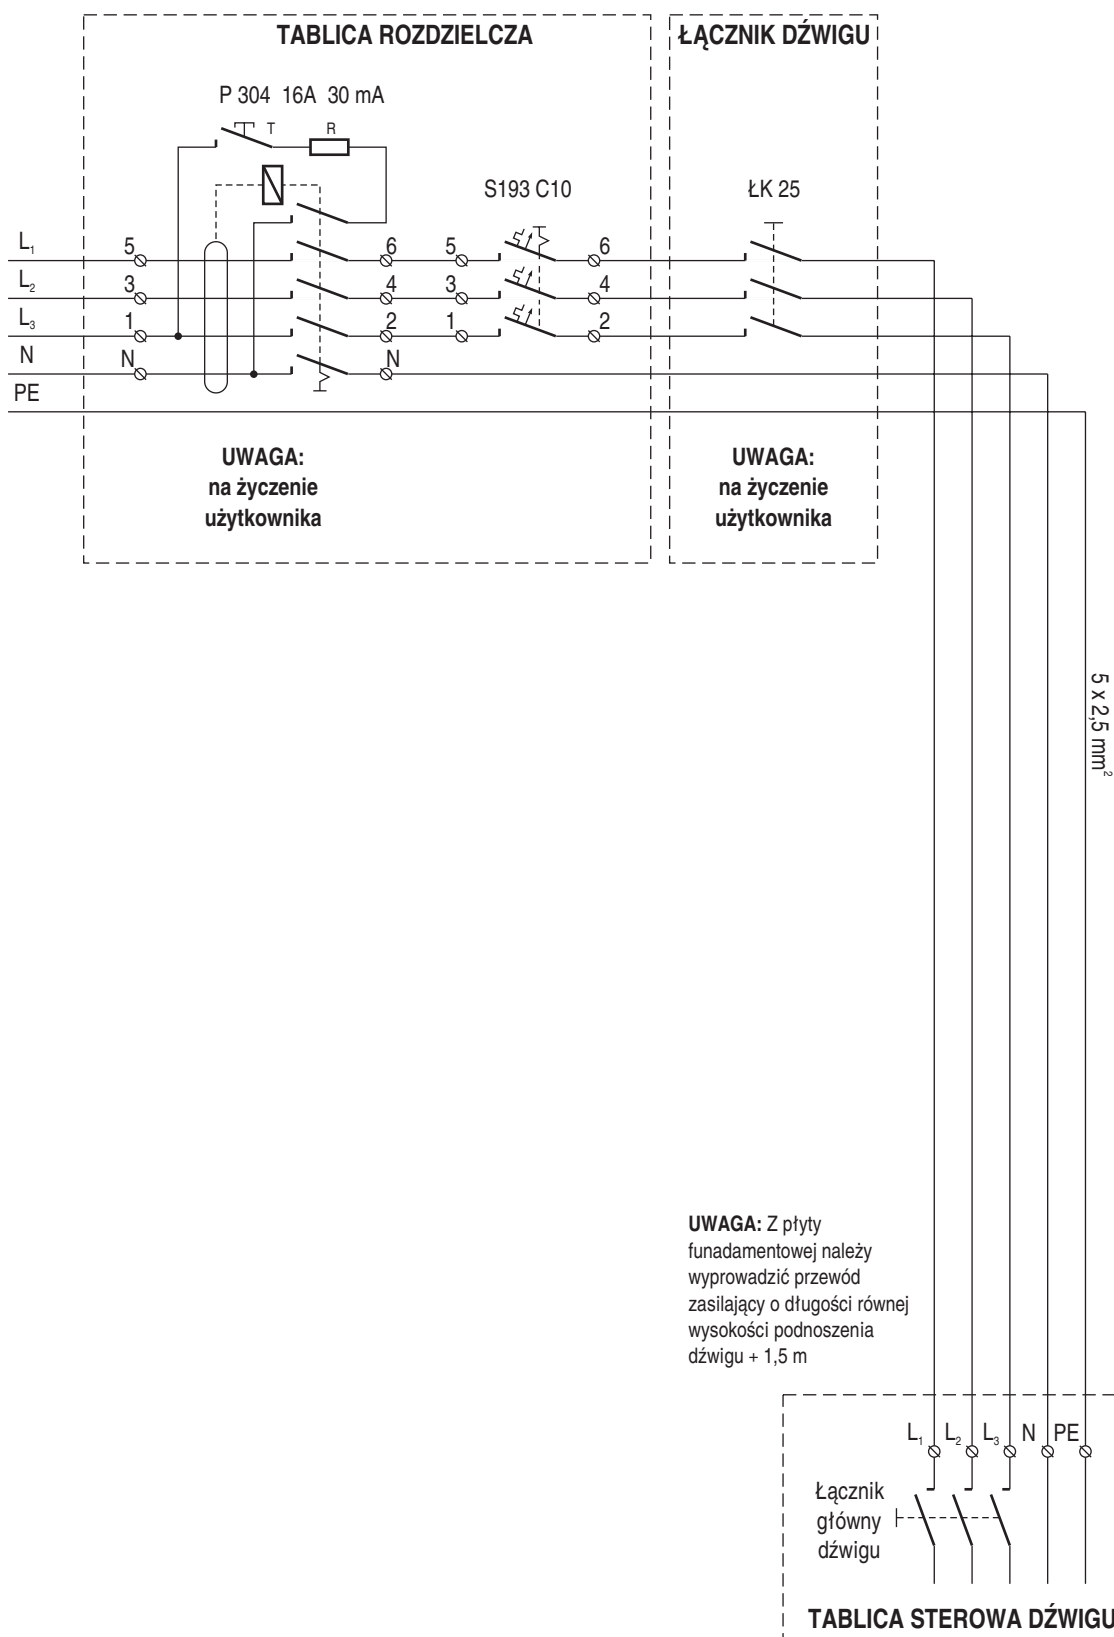 TABLICA ROZDZIELCZA
ŁĄCZNIK DŹWIGU
P 304 16A 30 mA
T
R
S193 C10
ŁK 25
L₁
5
6
5
6
L₂
3
4
3
4
L₃
1
2
1
2
N
N
N
PE
UWAGA:
na życzenie
użytkownika
UWAGA:
na życzenie
użytkownika
5 x 2,5 mm²
UWAGA: Z płyty
funadamentowej należy
wyprowadzić przewód
zasilający o długości równej
wysokości podnoszenia
dźwigu + 1,5 m
L₁ L₂ L₃ N PE
Łącznik
główny
dźwigu
TABLICA STEROWA DŹWIGU